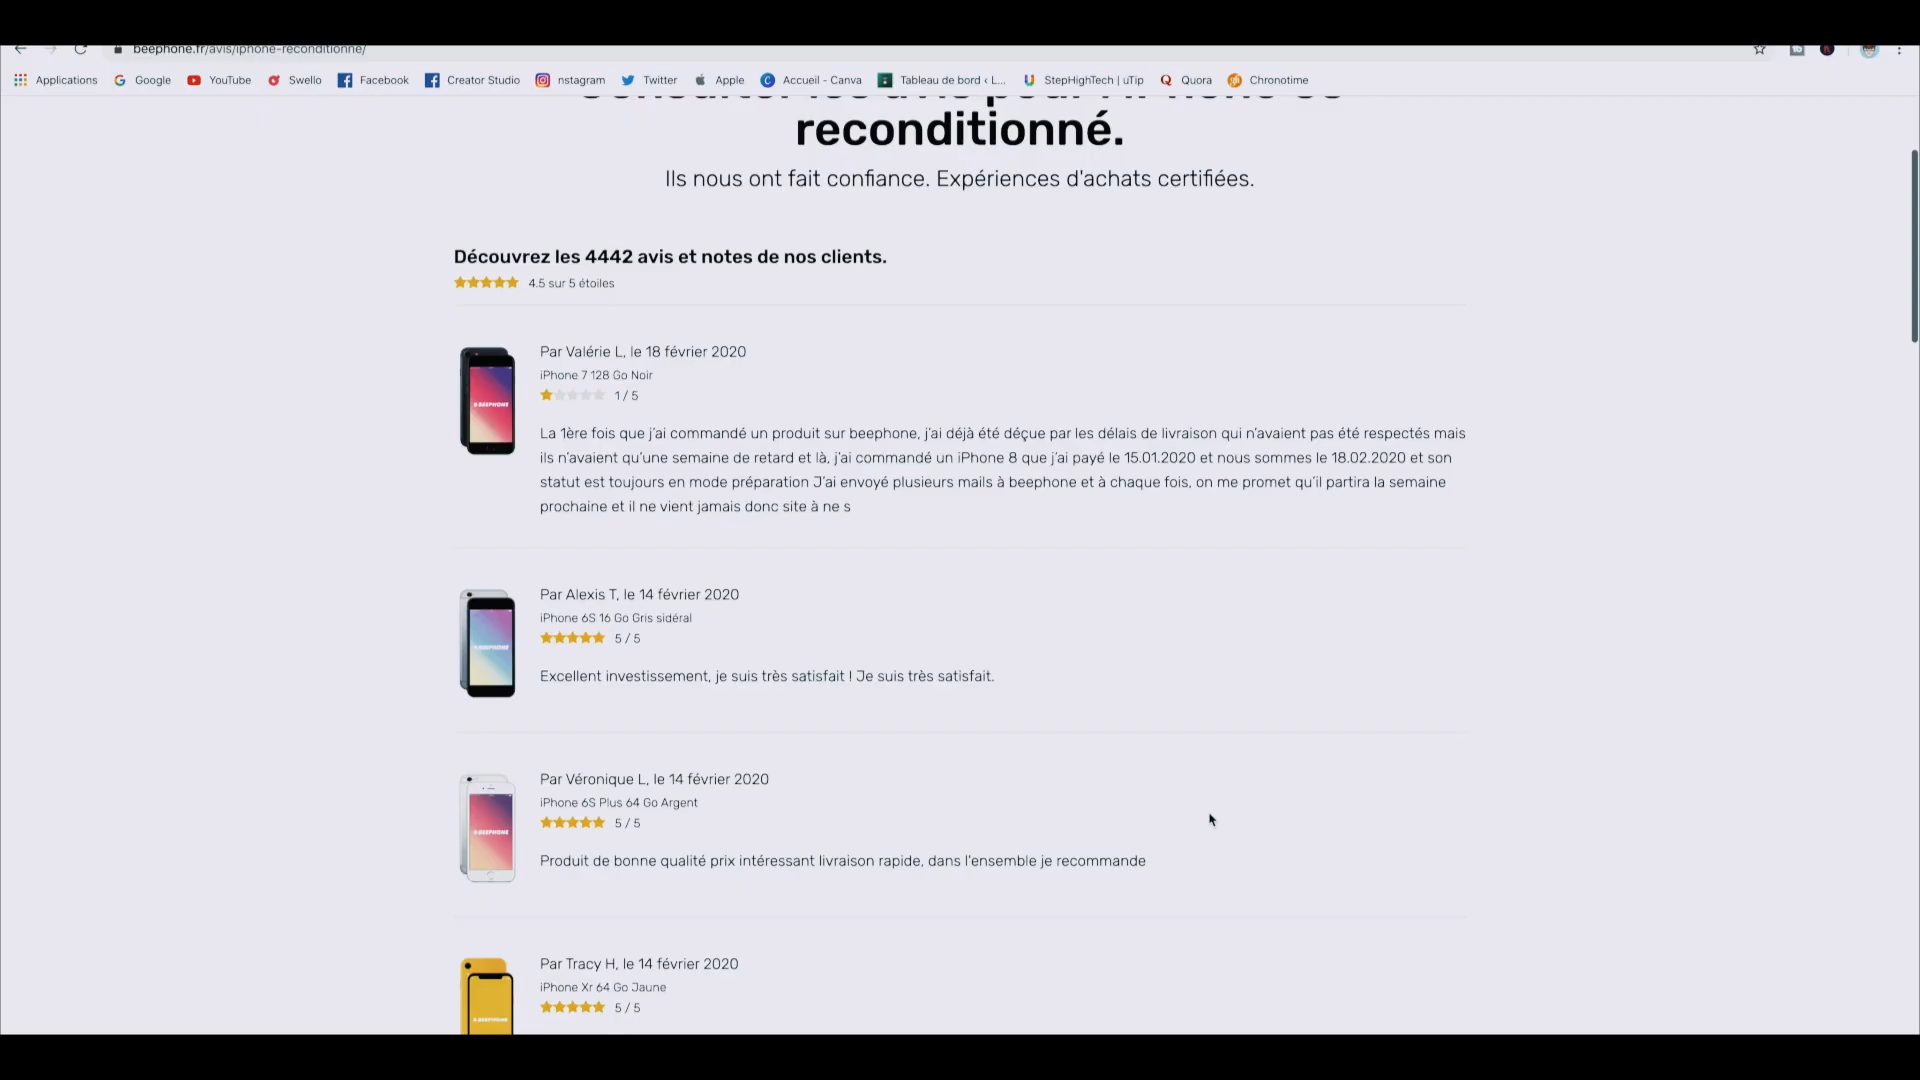 beephone.fr/avis/iphone-reconditionne/
Applications Google YouTube Swello Facebook Creator Studio nstagram Twitter Apple Accueil - Canva Tableau de bord ‹ L... StepHighTech | uTip Quora Chronotime
reconditionné.
Ils nous ont fait confiance. Expériences d'achats certifiées.
Découvrez les 4442 avis et notes de nos clients.
4.5 sur 5 étoiles
Par Valérie L, le 18 février 2020
iPhone 7 128 Go Noir
1 / 5
La 1ère fois que j'ai commandé un produit sur beephone, j'ai déjà été déçue par les délais de livraison qui n'avaient pas été respectés mais
ils n'avaient qu'une semaine de retard et là, j'ai commandé un iPhone 8 que j'ai payé le 15.01.2020 et nous sommes le 18.02.2020 et son
statut est toujours en mode préparation J'ai envoyé plusieurs mails à beephone et à chaque fois, on me promet qu'il partira la semaine
prochaine et il ne vient jamais donc site à ne s
Par Alexis T, le 14 février 2020
iPhone 6S 16 Go Gris sidéral
5 / 5
Excellent investissement, je suis très satisfait ! Je suis très satisfait.
Par Véronique L, le 14 février 2020
iPhone 6S Plus 64 Go Argent
5 / 5
Produit de bonne qualité prix intéressant livraison rapide, dans l'ensemble je recommande
Par Tracy H, le 14 février 2020
iPhone Xr 64 Go Jaune
5 / 5